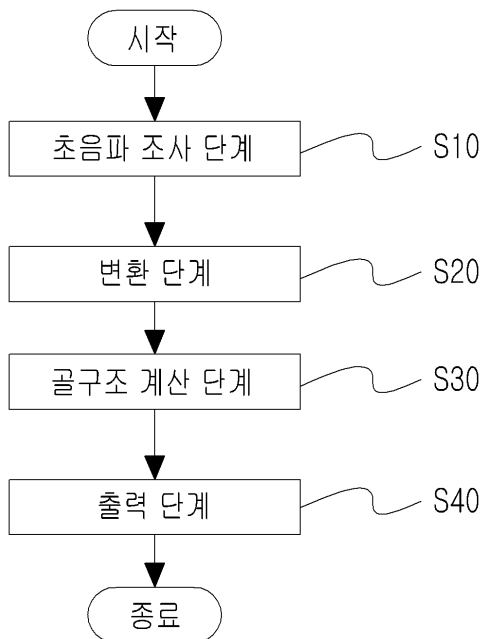 시작
초음파 조사 단계 S10
변환 단계 S20
골구조 계산 단계 S30
출력 단계 S40
종료